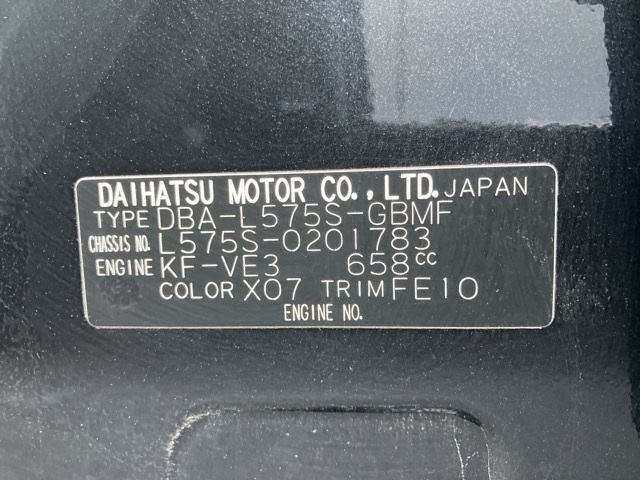 DAIHATSU MOTOR CO., LTD. JAPAN
TYPE DBA-L575S-GBMF
CHASSIS NO. L575S-0201783
ENGINE KF-VE3 658CC
COLOR X07 TRIM FE10
ENGINE NO.